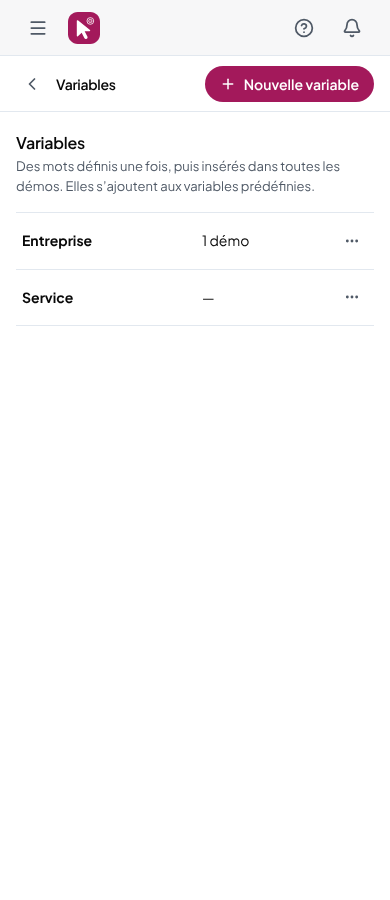 Variables
Nouvelle variable
Variables
Des mots définis une fois, puis insérés dans toutes les
démos. Elles s'ajoutent aux variables prédéfinies.
Entreprise 1 démo
Service —